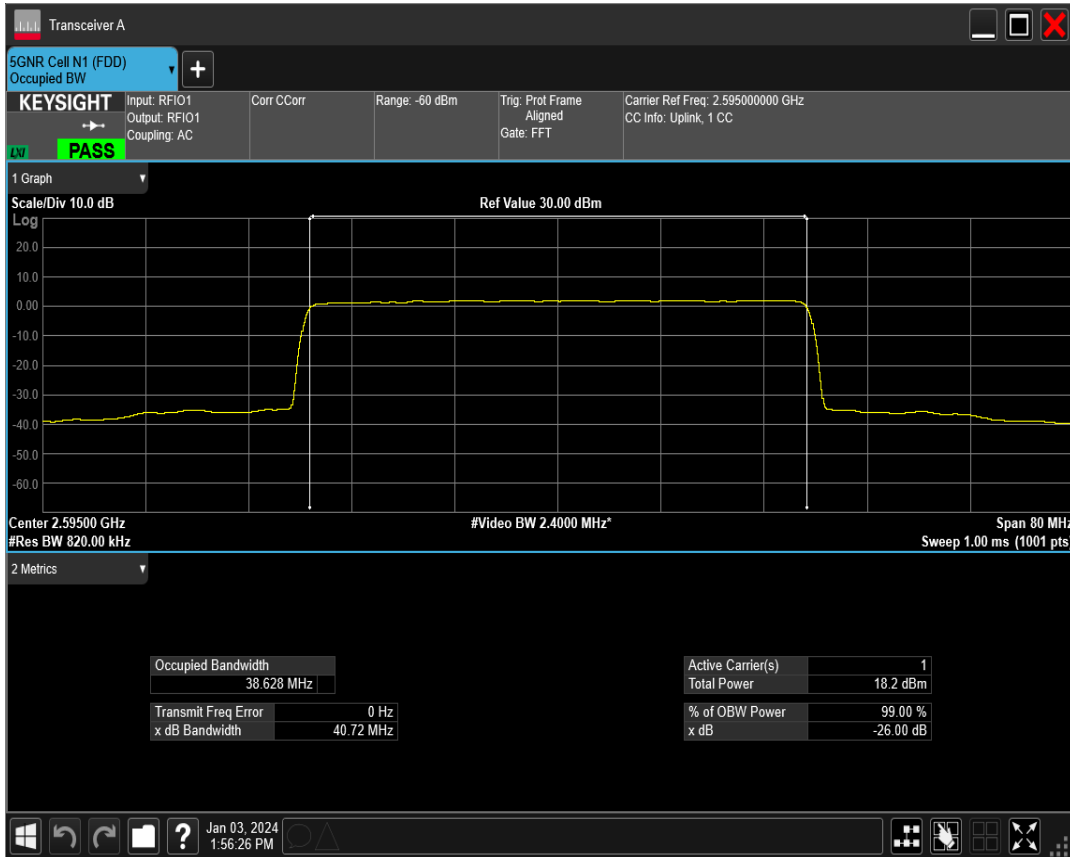 Transceiver A
5GNR Cell N1 (FDD)
Occupied BW
+
KEYSIGHT
LXI
PASS
Input: RFIO1
Output: RFIO1
Coupling: AC
Corr CCorr
Range: -60 dBm
Trig: Prot Frame
Aligned
Gate: FFT
Carrier Ref Freq: 2.595000000 GHz
CC Info: Uplink, 1 CC
1 Graph
Scale/Div 10.0 dB
Ref Value 30.00 dBm
Log
20.0
10.0
0.00
-10.0
-20.0
-30.0
-40.0
-50.0
-60.0
Center 2.59500 GHz
#Video BW 2.4000 MHz*
Span 80 MHz
#Res BW 820.00 kHz
Sweep 1.00 ms (1001 pts)
2 Metrics
Occupied Bandwidth
38.628 MHz
Transmit Freq Error 0 Hz
x dB Bandwidth 40.72 MHz
Active Carrier(s) 1
Total Power 18.2 dBm
% of OBW Power 99.00 %
x dB -26.00 dB
?
Jan 03, 2024
1:56:26 PM